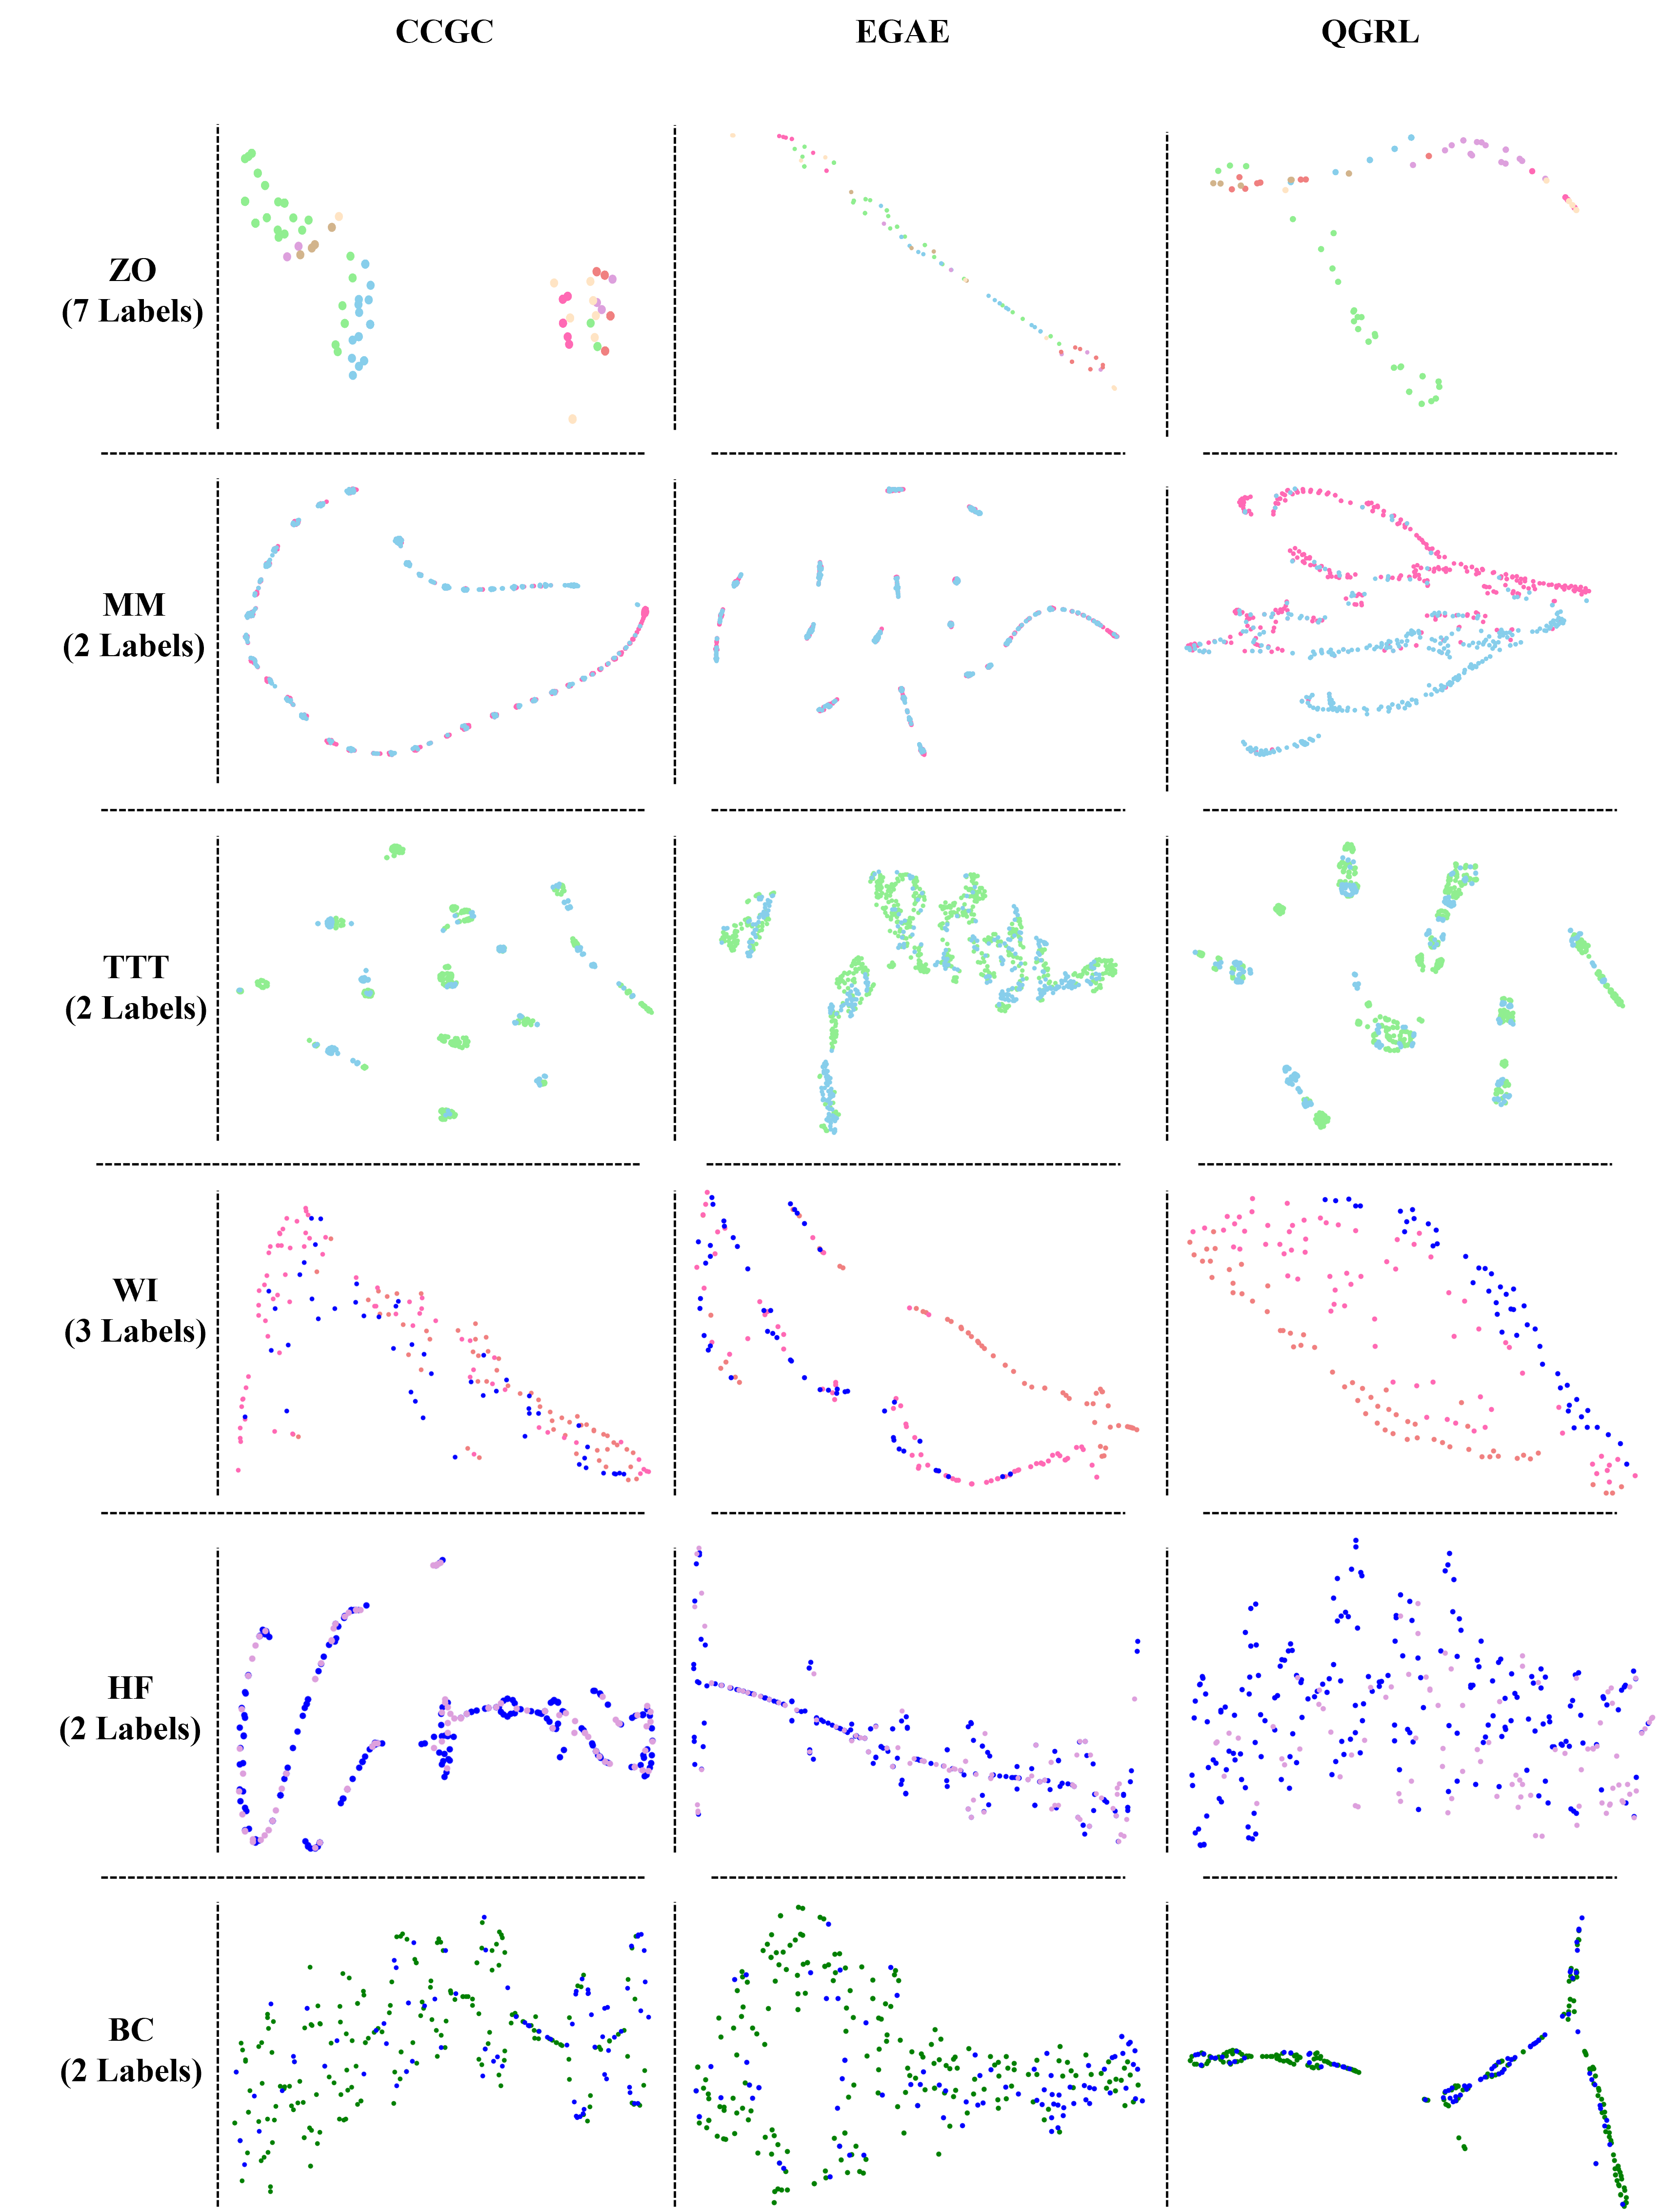 CCGC EGAE QGRL
ZO
(7 Labels)
MM
(2 Labels)
TTT
(2 Labels)
WI
(3 Labels)
HF
(2 Labels)
BC
(2 Labels)